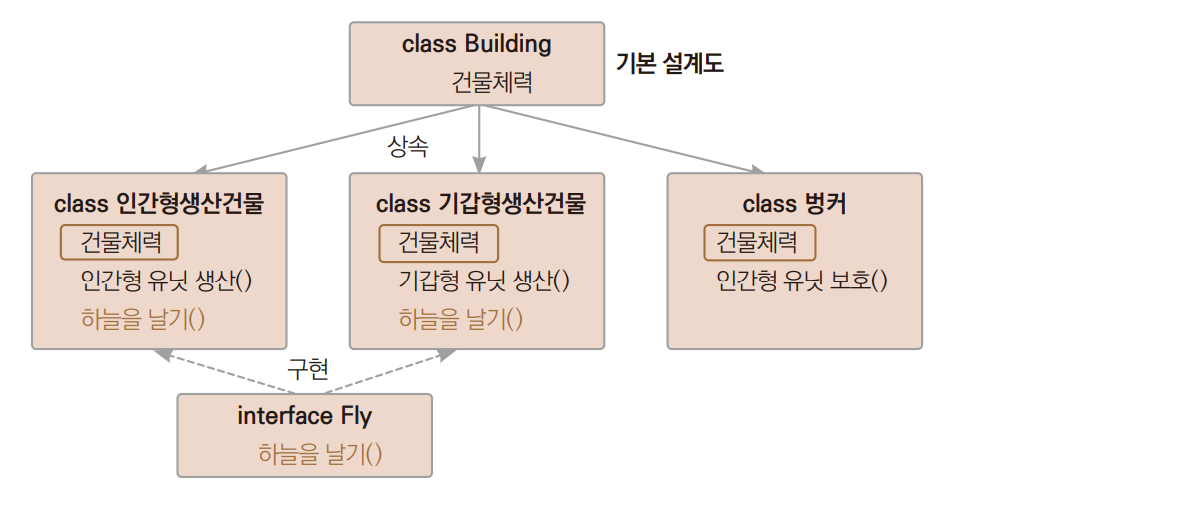 class Building
건물체력
기본 설계도
상속
class 인간형생산건물
건물체력
인간형 유닛 생산()
하늘을 날기()
class 기갑형생산건물
건물체력
기갑형 유닛 생산()
하늘을 날기()
class 벙커
건물체력
인간형 유닛 보호()
구현
interface Fly
하늘을 날기()